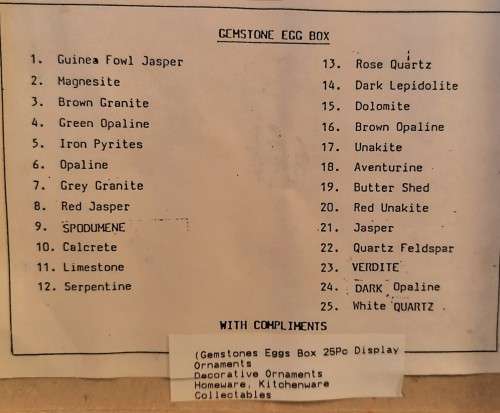 GEMSTONE EGG BOX
1. Guinea Fowl Jasper
2. Magnesite
3. Brown Granite
4. Green Opaline
5. Iron Pyrites
6. Opaline
7. Grey Granite
8. Red Jasper
9. SPODUMENE
10. Calcrete
11. Limestone
12. Serpentine
13. Rose Quartz
14. Dark Lepidolite
15. Dolomite
16. Brown Opaline
17. Unakite
18. Aventurine
19. Butter Shed
20. Red Unakite
21. Jasper
22. Quartz Feldspar
23. VERDITE
24. DARK Opaline
25. White QUARTZ
WITH COMPLIMENTS
(Gemstones Eggs Box 25Pc Display
Ornaments
Decorative Ornaments
Homeware, Kitchenware
Collectables